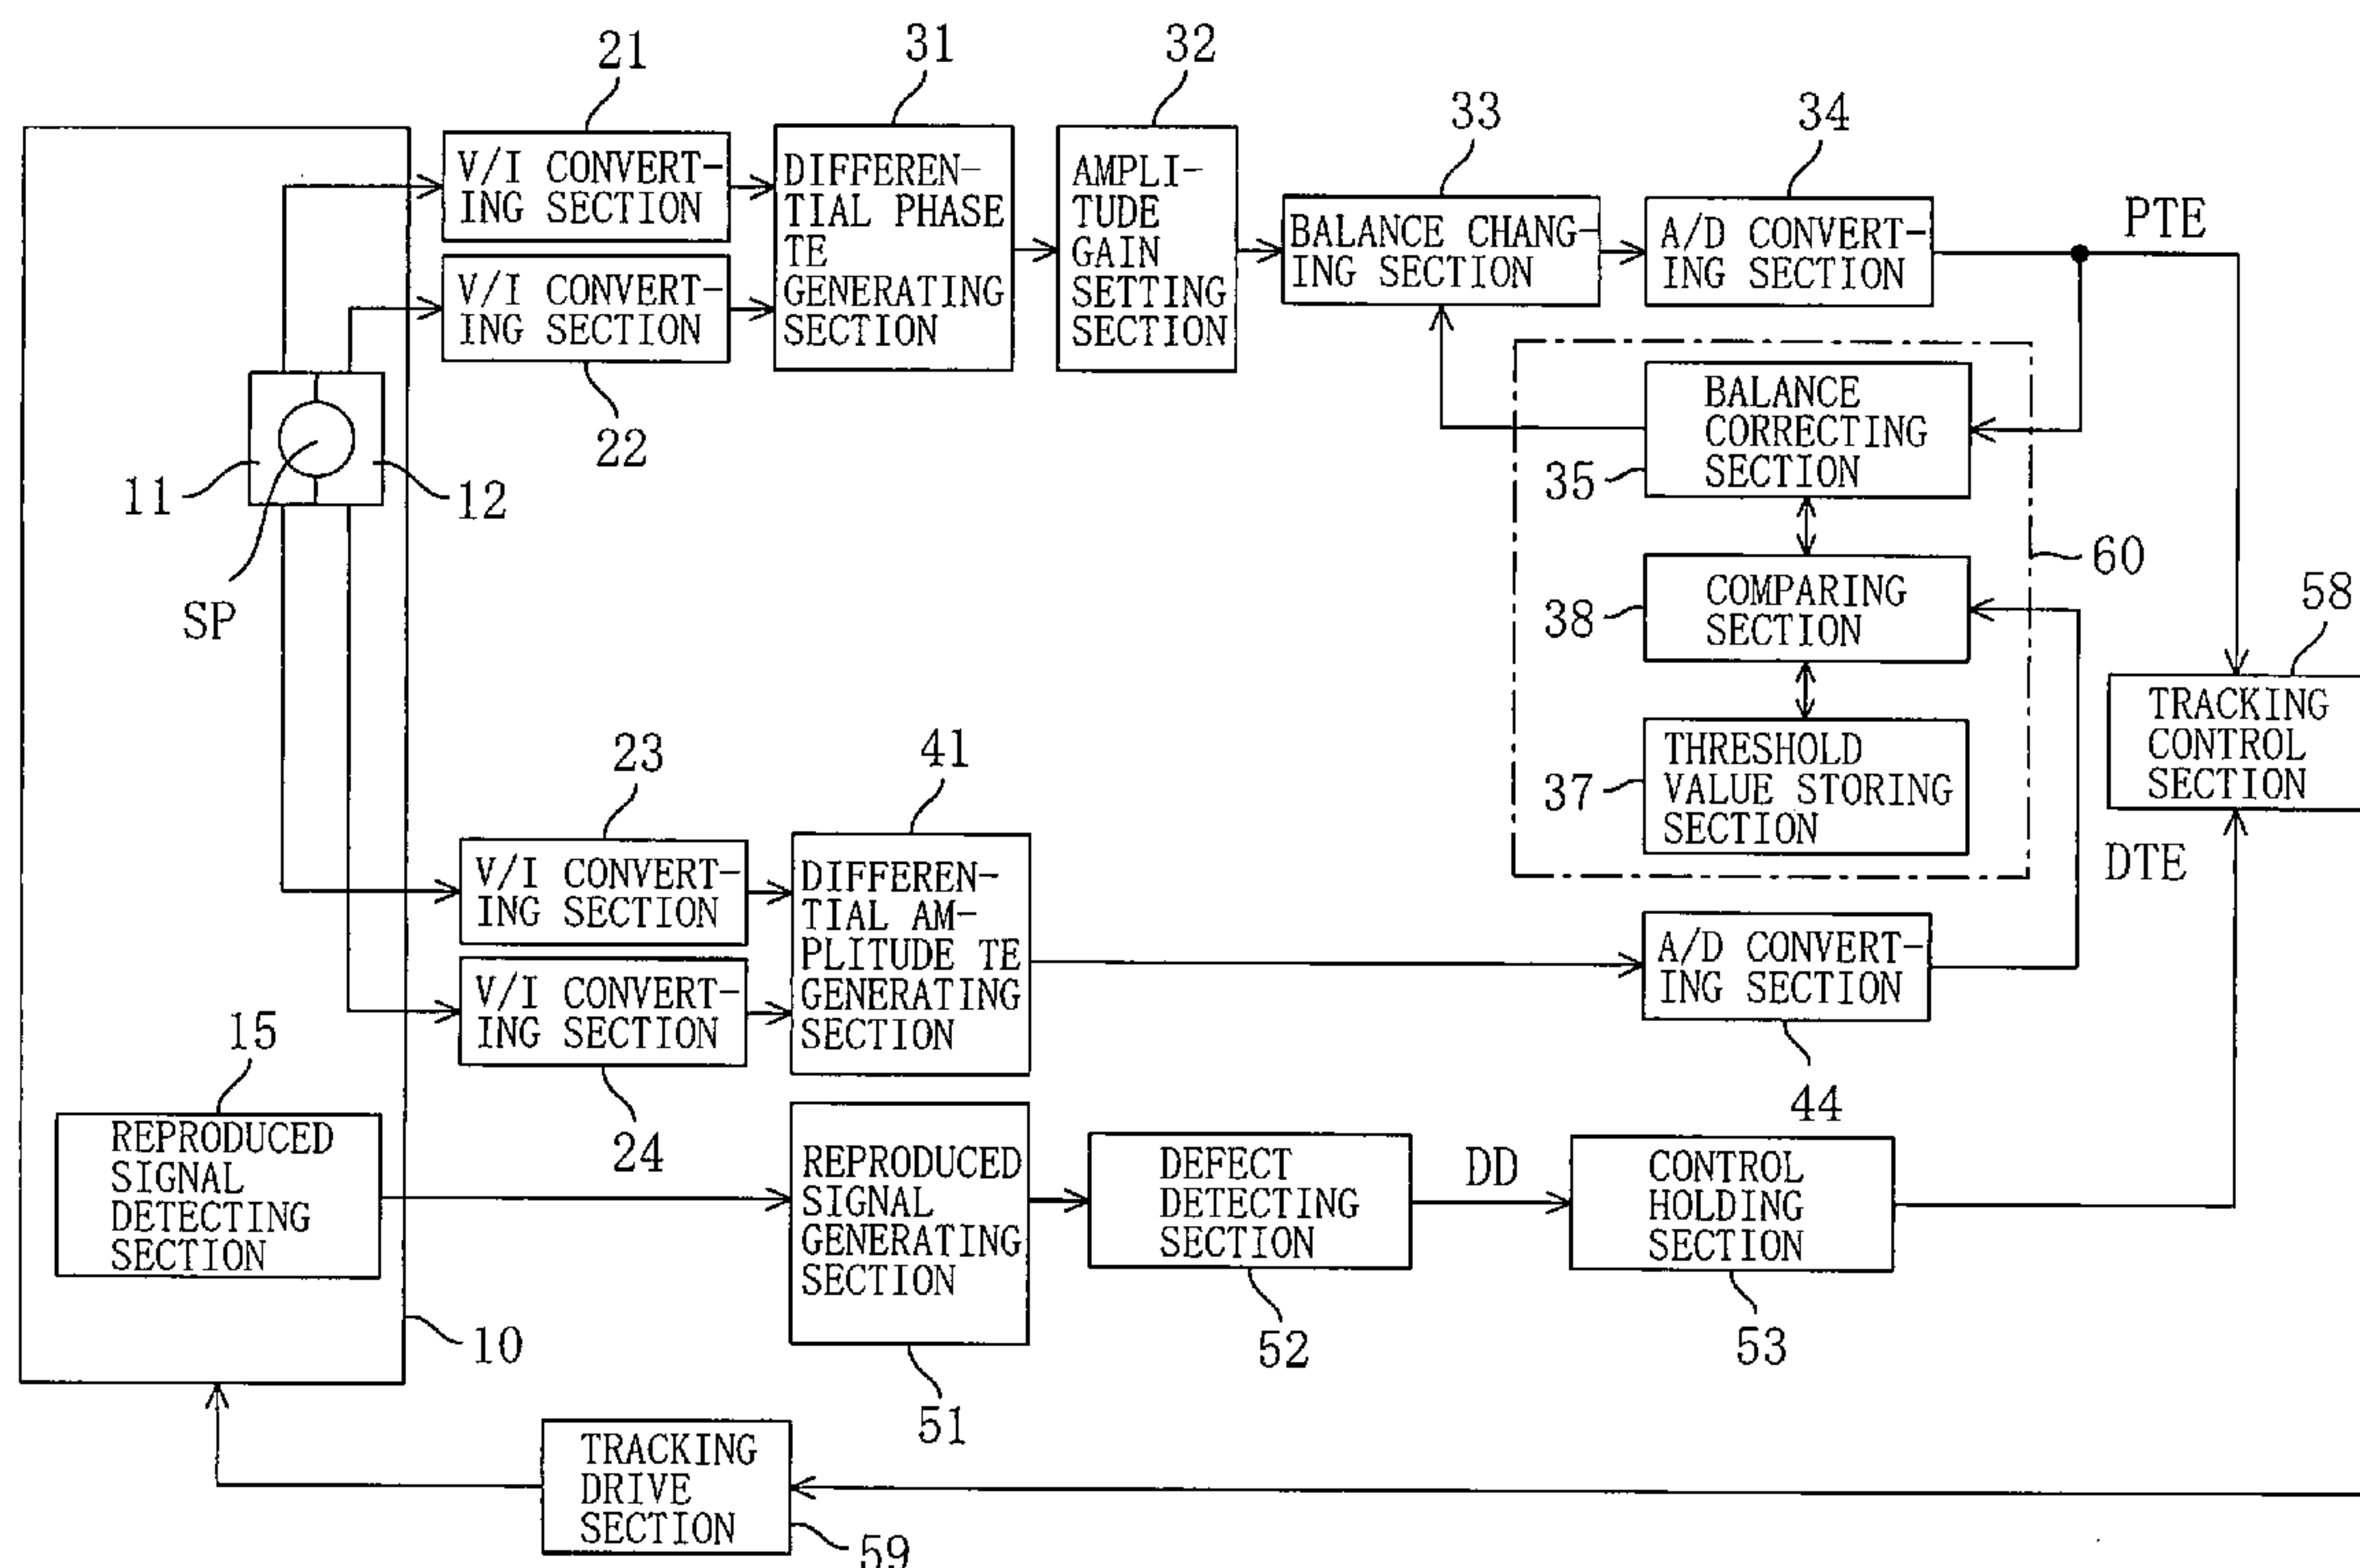 21
31
32
33
34
V/I CONVERT-
ING SECTION
V/I CONVERT-
ING SECTION
22
DIFFEREN-
TIAL PHASE
TE
GENERATING
SECTION
AMPLI-
TUDE
GAIN
SETTING
SECTION
BALANCE CHANG-
ING SECTION
A/D CONVERT-
ING SECTION
PTE
BALANCE
CORRECTING
SECTION
35
11
12
SP
COMPARING
SECTION
38
60
58
THRESHOLD
VALUE STORING
SECTION
37
TRACKING
CONTROL
SECTION
DTE
23
41
V/I CONVERT-
ING SECTION
V/I CONVERT-
ING SECTION
24
DIFFEREN-
TIAL AM-
PLITUDE TE
GENERATING
SECTION
A/D CONVERT-
ING SECTION
44
15
REPRODUCED
SIGNAL
DETECTING
SECTION
10
REPRODUCED
SIGNAL
GENERATING
SECTION
51
DEFECT
DETECTING
SECTION
52
DD
CONTROL
HOLDING
SECTION
53
TRACKING
DRIVE
SECTION
59